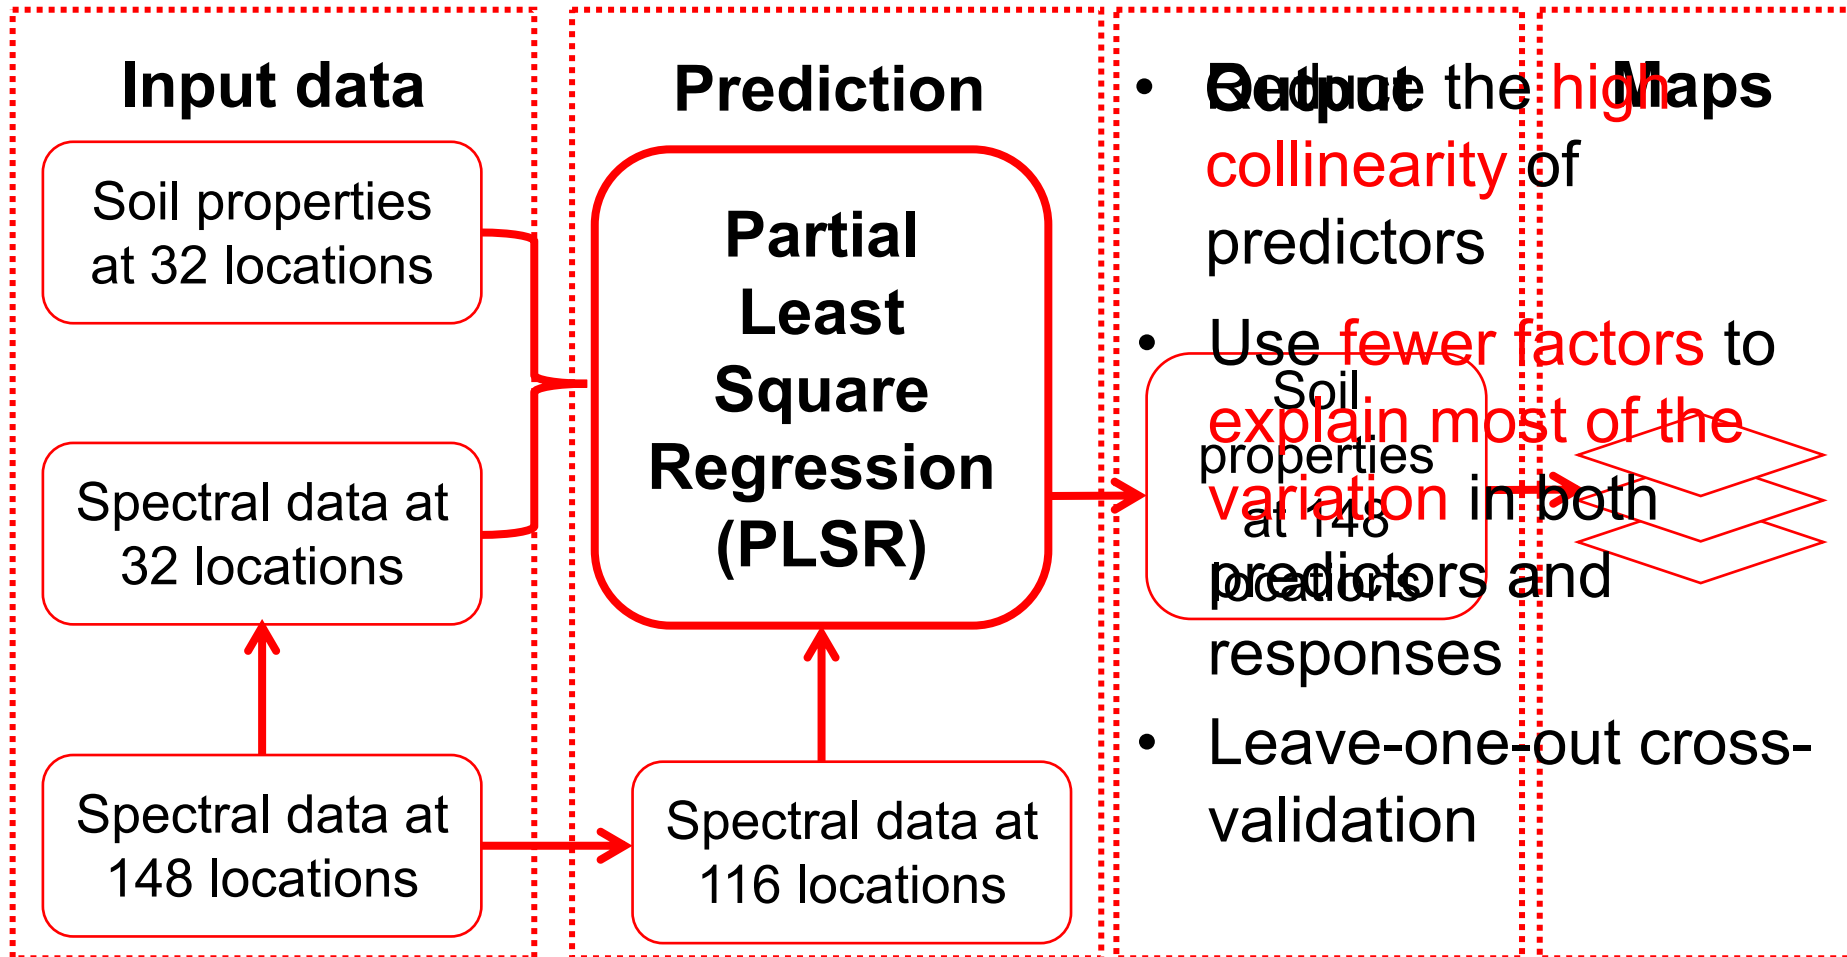 Input data
Soil properties
at 32 locations
Spectral data at
32 locations
Spectral data at
148 locations
Prediction
Partial
Least
Square
Regression
(PLSR)
Spectral data at
116 locations
Output
Soil
properties
at 148
locations
Maps
• Reduce the high
collinearity of
predictors
• Use fewer factors to
explain most of the
variation in both
predictors and
responses
• Leave-one-out cross-
validation